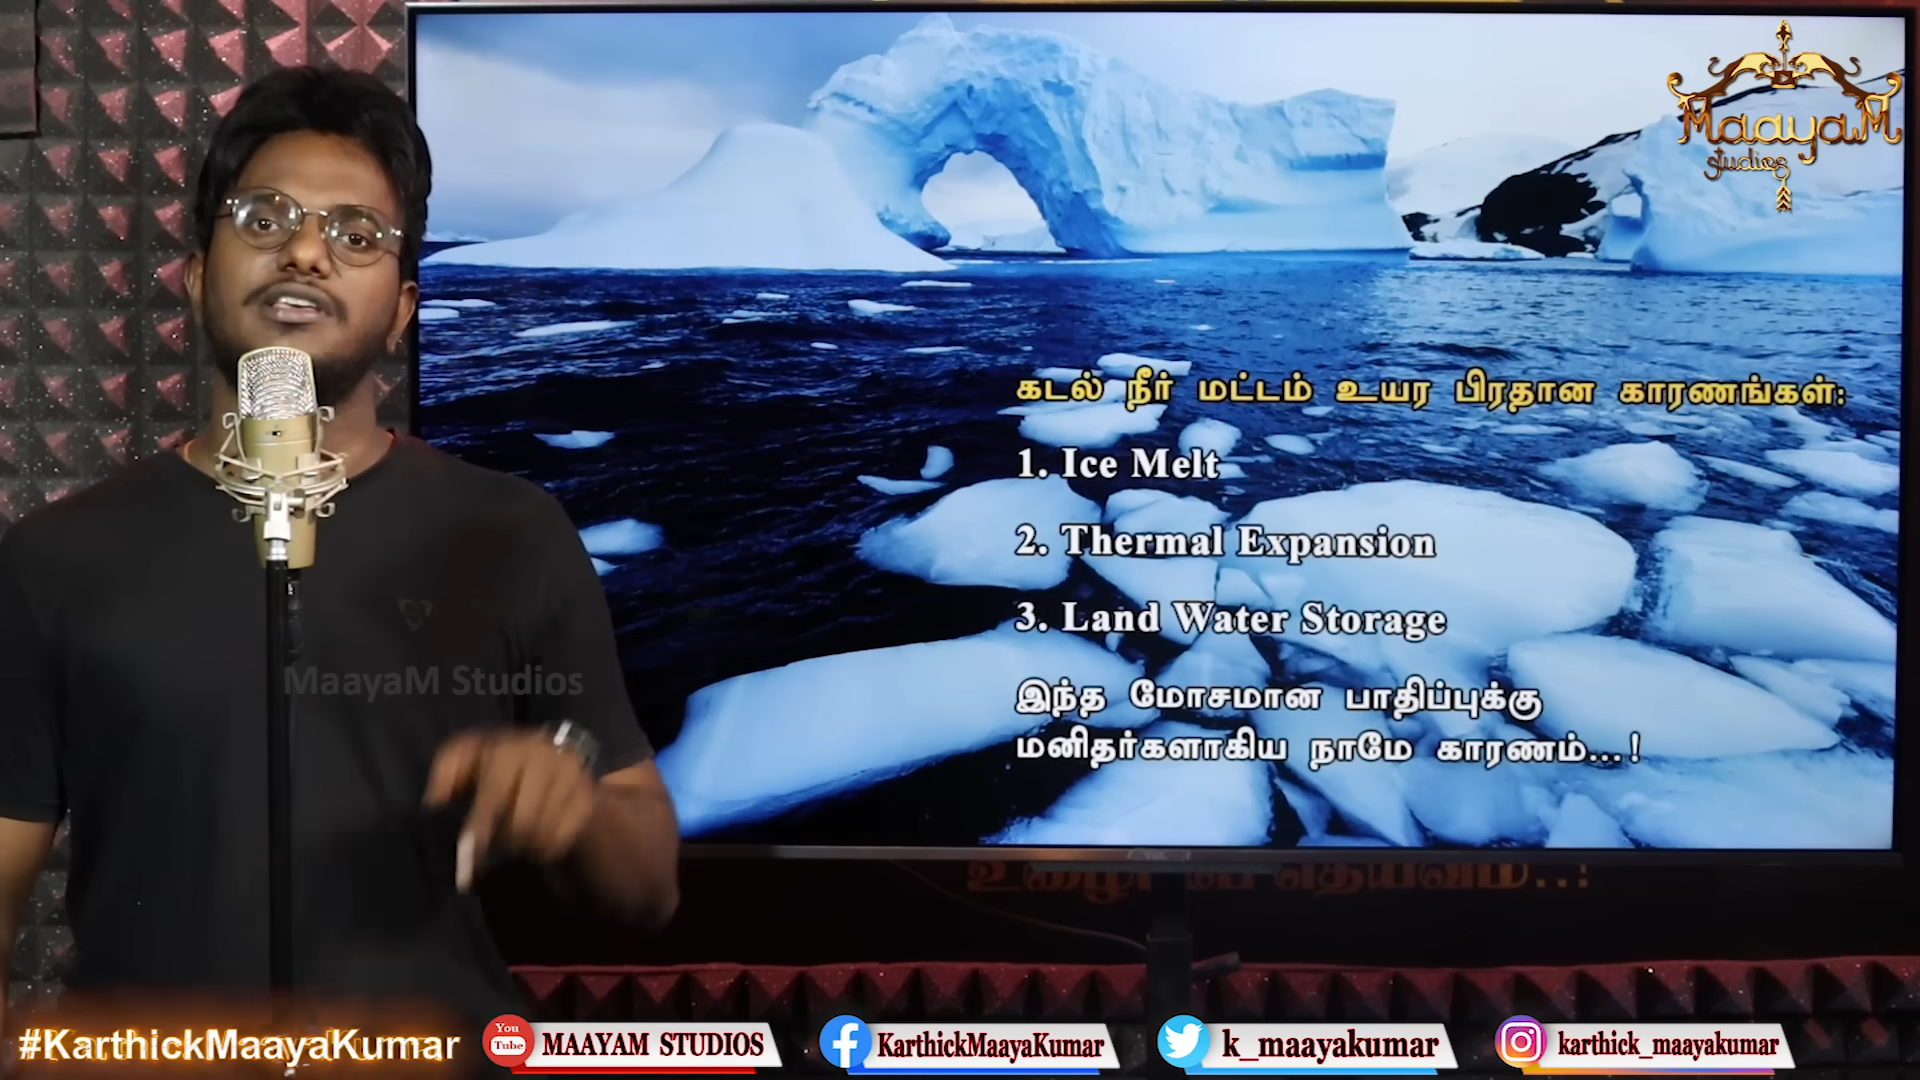 MaayaM
studios
கடல் நீர் மட்டம் உயர பிரதான காரணங்கள்:
1. Ice Melt
2. Thermal Expansion
3. Land Water Storage
இந்த மோசமான பாதிப்புக்கு
மனிதர்களாகிய நாமே காரணம்...!
MaayaM Studios
#KarthickMaayaKumar
You
Tube
MAAYAM STUDIOS
KarthickMaayaKumar
k_maayakumar
karthick_maayakumar